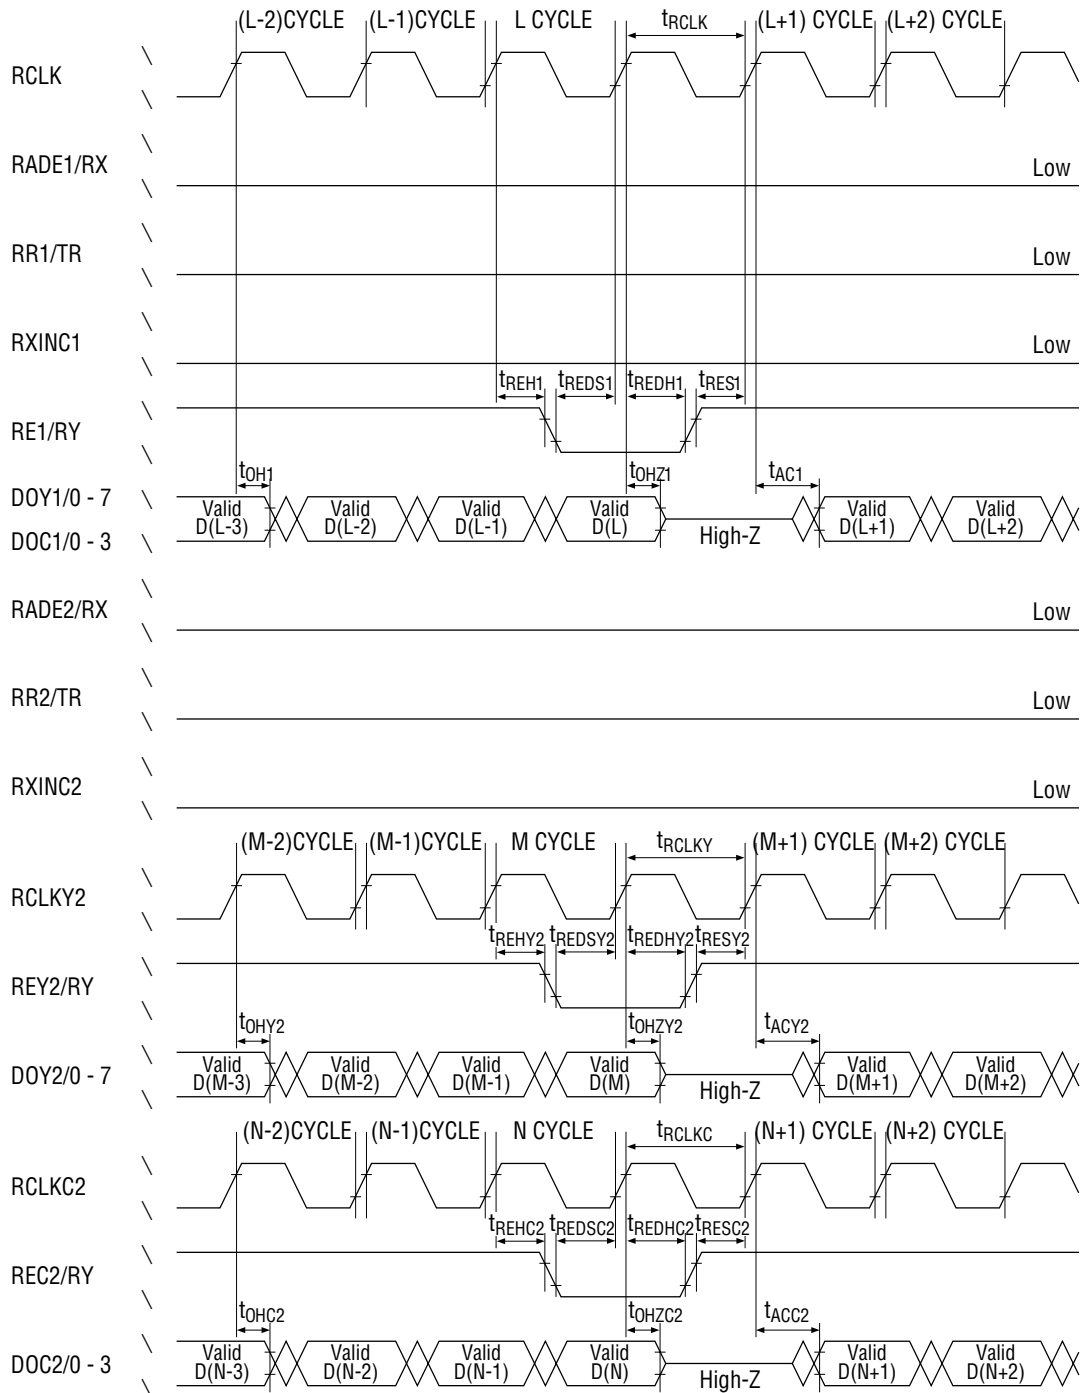 (L-2)CYCLE (L-1)CYCLE L CYCLE tRCLK (L+1) CYCLE (L+2) CYCLE
RCLK
RADE1/RX Low
RR1/TR Low
RXINC1 Low
tREH1 tREDS1 tREDH1 tRES1
RE1/RY
tOH1 tOHZ1 tAC1
DOY1/0 - 7
DOC1/0 - 3
Valid D(L-3) Valid D(L-2) Valid D(L-1) Valid D(L) High-Z Valid D(L+1) Valid D(L+2)
RADE2/RX Low
RR2/TR Low
RXINC2 Low
(M-2)CYCLE (M-1)CYCLE M CYCLE tRCLKY (M+1) CYCLE (M+2) CYCLE
RCLKY2
tREHY2 tREDSY2 tREDHY2 tRESY2
REY2/RY
tOHY2 tOHZY2 tACY2
DOY2/0 - 7 Valid D(M-3) Valid D(M-2) Valid D(M-1) Valid D(M) High-Z Valid D(M+1) Valid D(M+2)
(N-2)CYCLE (N-1)CYCLE N CYCLE tRCLKC (N+1) CYCLE (N+2) CYCLE
RCLKC2
tREHC2 tREDSC2 tREDHC2 tRESC2
REC2/RY
tOHC2 tOHZC2 tACC2
DOC2/0 - 3 Valid D(N-3) Valid D(N-2) Valid D(N-1) Valid D(N) High-Z Valid D(N+1) Valid D(N+2)